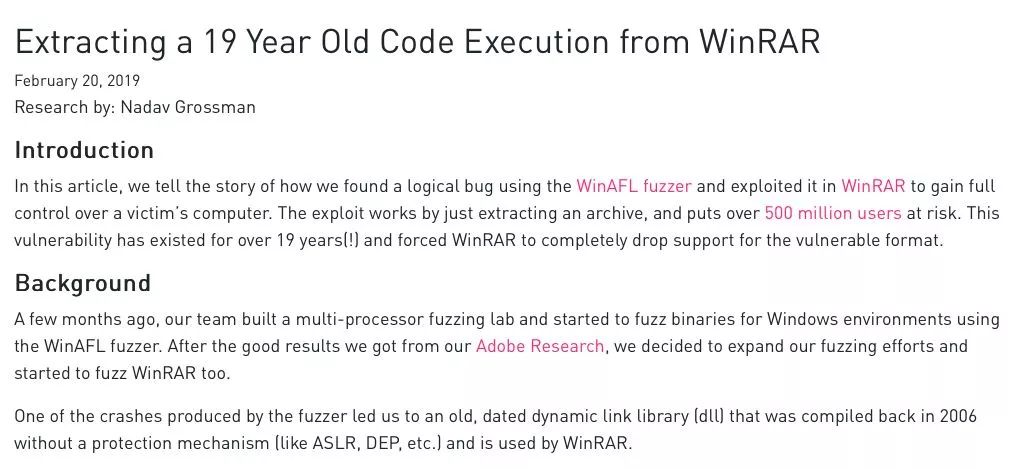 Extracting a 19 Year Old Code Execution from WinRAR
February 20, 2019
Research by: Nadav Grossman
Introduction
In this article, we tell the story of how we found a logical bug using the WinAFL fuzzer and exploited it in WinRAR to gain full
control over a victim’s computer. The exploit works by just extracting an archive, and puts over 500 million users at risk. This
vulnerability has existed for over 19 years(!) and forced WinRAR to completely drop support for the vulnerable format.
Background
A few months ago, our team built a multi-processor fuzzing lab and started to fuzz binaries for Windows environments using
the WinAFL fuzzer. After the good results we got from our Adobe Research, we decided to expand our fuzzing efforts and
started to fuzz WinRAR too.
One of the crashes produced by the fuzzer led us to an old, dated dynamic link library (dll) that was compiled back in 2006
without a protection mechanism (like ASLR, DEP, etc.) and is used by WinRAR.